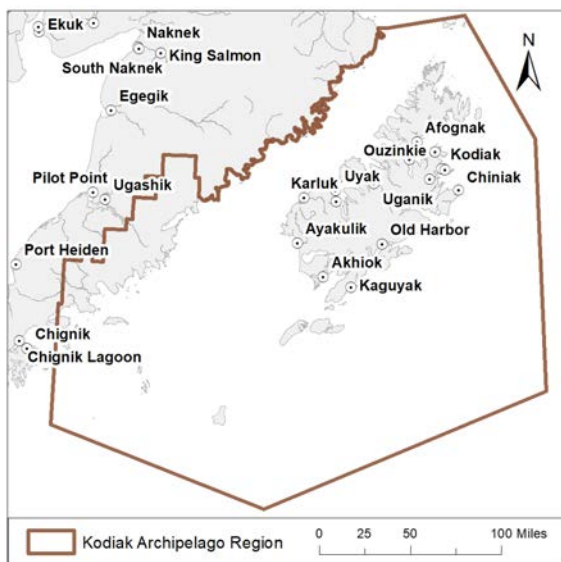 Ekuk
Naknek
King Salmon
South Naknek
Egegik
N
Afognak
Ouzinkie
Kodiak
Pilot Point
Ugashik
Karluk
Uyak
Uganik
Chiniak
Port Heiden
Ayakulik
Old Harbor
Akhiok
Kaguyak
Chignik
Chignik Lagoon
Kodiak Archipelago Region
0 25 50 100 Miles